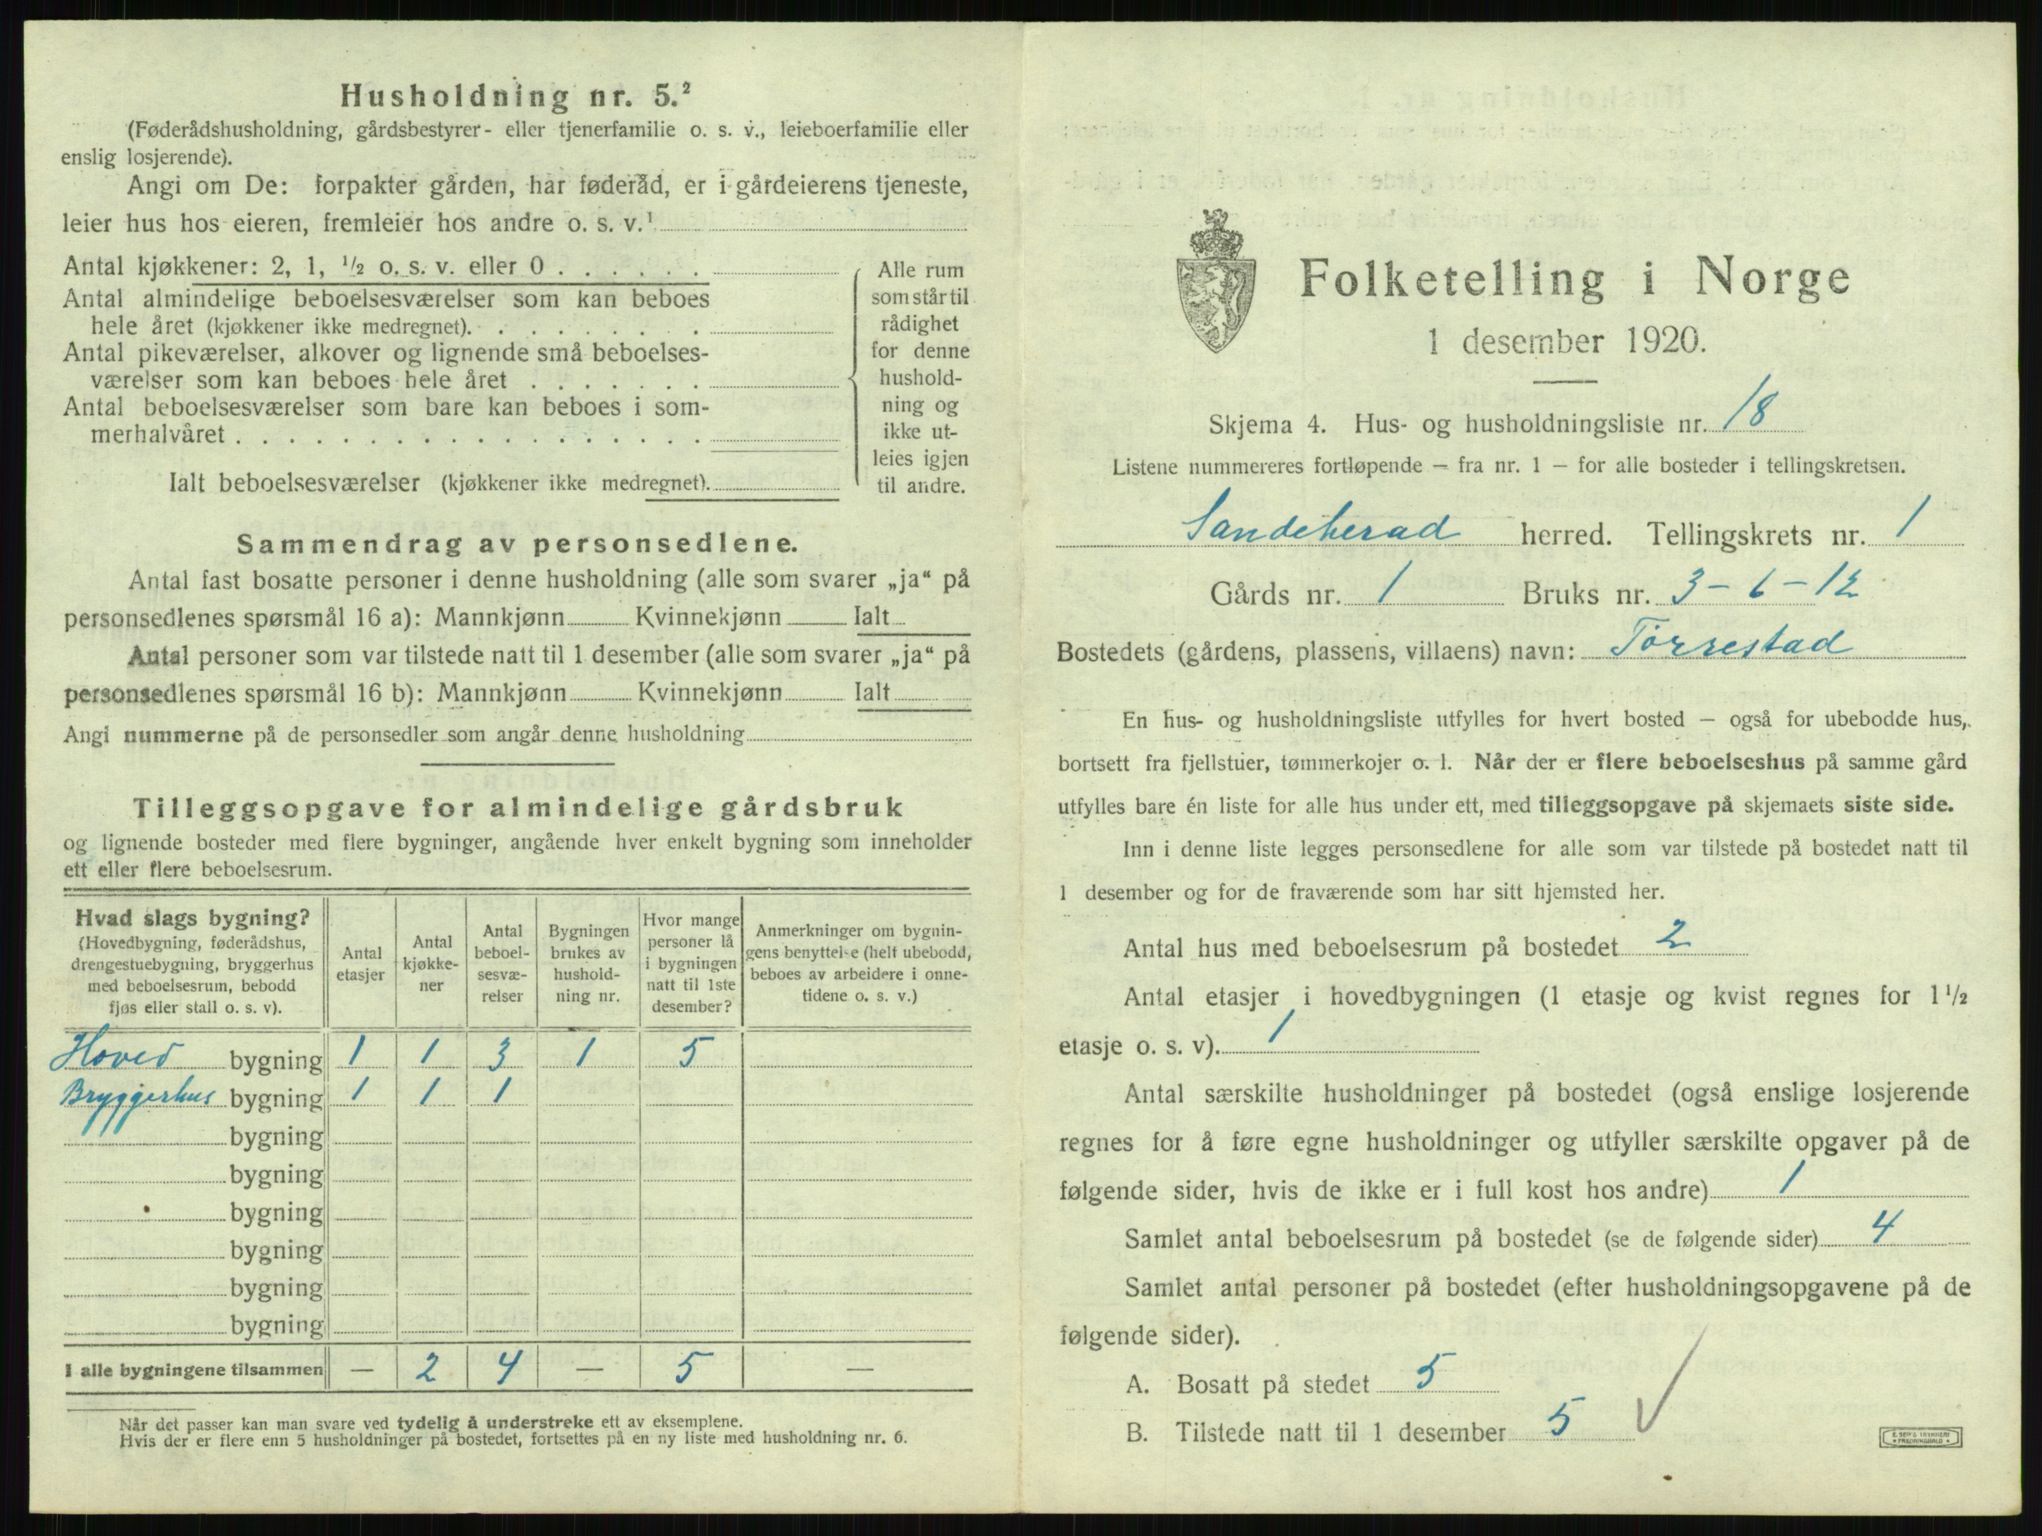 Husholdning nr. 5.²
(Føderådshusholdning, gårdsbestyrer- eller tjenerfamilie o. s. v., leieboerfamilie eller
enslig losjerende).
Angi om De: forpakter gården, har føderåd, er i gårdeierens tjeneste,
leier hus hos eieren, fremleier hos andre o. s. v.¹
Antal kjøkkener: 2, 1, ½ o. s. v. eller 0 . . . . . .
Antal almindelige beboelsesværelser som kan beboes
hele året (kjøkkener ikke medregnet). . . . . . . . .
Antal pikeværelser, alkover og lignende små beboelses-
værelser som kan beboes hele året . . . . . . .
Antal beboelsesværelser som bare kan beboes i som-
merhalvåret . . . . . . . . . . . . . . . . . .
Ialt beboelsesværelser (kjøkkener ikke medregnet).
Alle rum
som står til
rådighet
for denne
hushold-
ning og
ikke ut-
leies igjen
til andre.
Sammendrag av personsedlene.
Antal fast bosatte personer i denne husholdning (alle som svarer „ja“ på
personsedlenes spørsmål 16 a): Mannkjønn Kvinnekjønn Ialt
Antal personer som var tilstede natt til 1 desember (alle som svarer „ja“ på
personsedlenes spørsmål 16 b): Mannkjønn Kvinnekjønn Ialt
Angi nummerne på de personsedler som angår denne husholdning
Tilleggsopgave for almindelige gårdsbruk
og lignende bosteder med flere bygninger, angående hver enkelt bygning som inneholder
ett eller flere beboelsesrum.
Hvad slags bygning?
(Hovedbygning, føderådshus,
drengestuebygning, bryggerhus
med beboelsesrum, bebodd
fjøs eller stall o. s. v).
Antal
etasjer
Antal
kjøkke-
ner
Antal
beboel-
sesvæ-
relser
Bygningen
brukes av
hushold-
ning nr.
Hvor mange
personer lå
i bygningen
natt til 1ste
desember?
Anmerkninger om bygnin-
gens benyttelse (helt ubebodd,
beboes av arbeidere i onne-
tidene o. s. v.)
Hoved bygning 1 1 3 1 5
Bryggerhus bygning 1 1 1
bygning
bygning
bygning
bygning
bygning
bygning
I alle bygningene tilsammen — 2 4 — 5 —
Når det passer kan man svare ved tydelig å understreke ett av eksemplene.
Hvis der er flere enn 5 husholdninger på bostedet, fortsettes på en ny liste med husholdning nr. 6.
Folketelling i Norge
1 desember 1920.
Skjema 4. Hus- og husholdningsliste nr. 18
Listene nummereres fortløpende – fra nr. 1 – for alle bosteder i tellingskretsen.
Sandeherad herred. Tellingskrets nr. 1
Gårds nr. 1 Bruks nr. 3 – 6 – 12
Bostedets (gårdens, plassens, villaens) navn: Torrestad
En hus- og husholdningsliste utfylles for hvert bosted – også for ubebodde hus,
bortsett fra fjellstuer, tømmerkojer o. l. Når der er flere beboelseshus på samme gård
utfylles bare én liste for alle hus under ett, med tilleggsopgave på skjemaets siste side.
Inn i denne liste legges personsedlene for alle som var tilstede på bostedet natt til
1 desember og for de fraværende som har sitt hjemsted her.
Antal hus med beboelsesrum på bostedet 2
Antal etasjer i hovedbygningen (1 etasje og kvist regnes for 1½
etasje o. s. v). 1
Antal særskilte husholdninger på bostedet (også enslige losjerende
regnes for å føre egne husholdninger og utfyller særskilte opgaver på de
følgende sider, hvis de ikke er i full kost hos andre) 1
Samlet antal beboelsesrum på bostedet (se de følgende sider) 4
Samlet antal personer på bostedet (efter husholdningsopgavene på de
følgende sider).
A. Bosatt på stedet 5
B. Tilstede natt til 1 desember 5